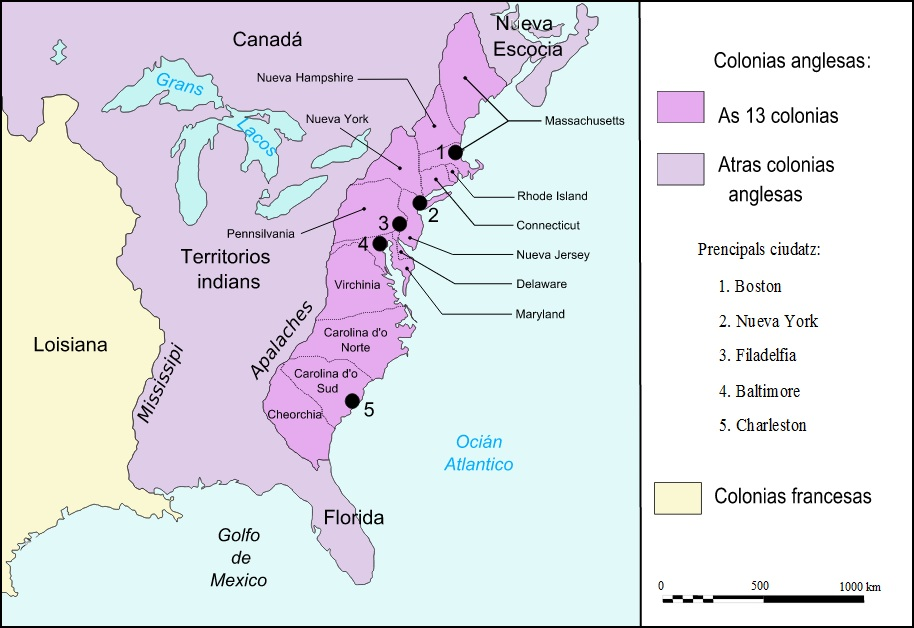 Canadá
Nueva
Escocia
Grans
Lacos
Nueva Hampshire
Nueva York
Massachusetts
1
Rhode Island
2
Connecticut
3
Pennsilvania
4
Nueva Jersey
Territorios
indians
Delaware
Virchinia
Maryland
Apalaches
Carolina d'o
Norte
Loisiana
Mississipi
Carolina d'o
Sud
Cheorchia
5
Ocián
Atlantico
Florida
Golfo
de
Mexico
Colonias anglesas:
As 13 colonias
Atras colonias
anglesas
Prencipals ciudatz:
1. Boston
2. Nueva York
3. Filadelfia
4. Baltimore
5. Charleston
Colonias francesas
0 500 1000 km